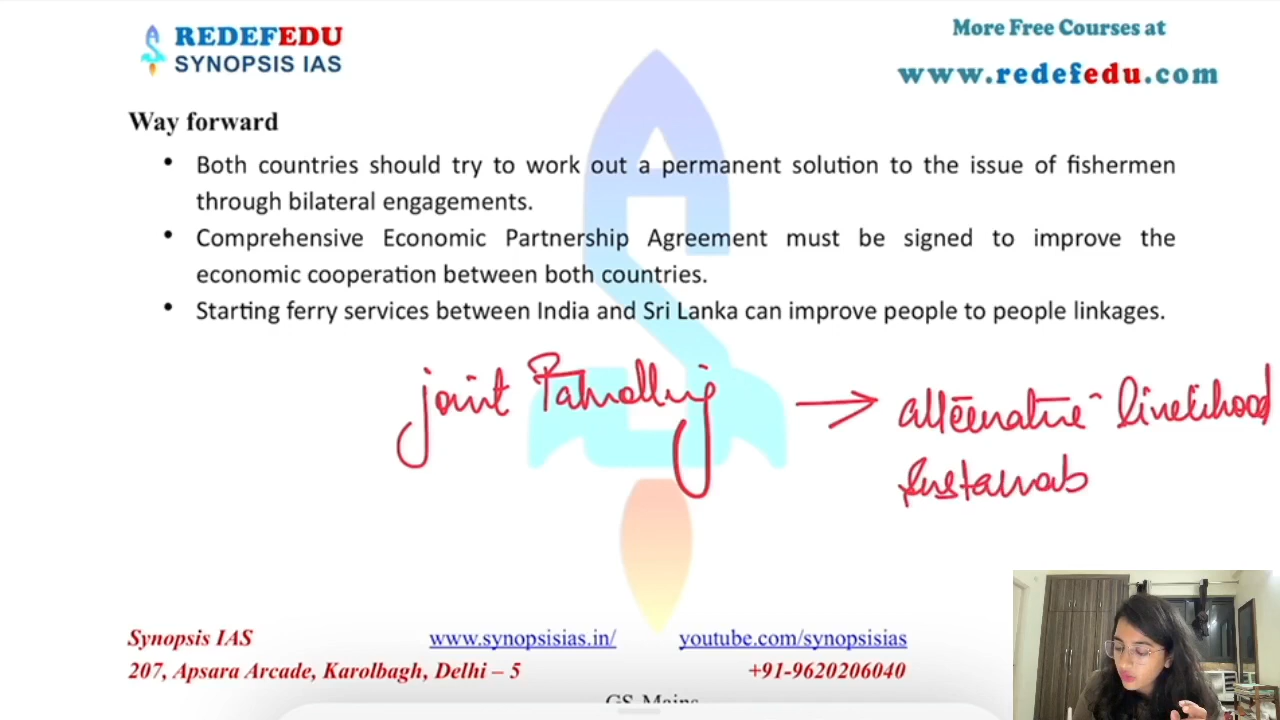 REDEFEDU
SYNOPSIS IAS
More Free Courses at
www.redefedu.com
Way forward
• Both countries should try to work out a permanent solution to the issue of fishermen
through bilateral engagements.
• Comprehensive Economic Partnership Agreement must be signed to improve the
economic cooperation between both countries.
• Starting ferry services between India and Sri Lanka can improve people to people linkages.
joint Patrolling → alternative livelihood
sustainab
Synopsis IAS
www.synopsisias.in/
youtube.com/synopsisias
207, Apsara Arcade, Karolbagh, Delhi – 5
+91-9620206040
GS Mains